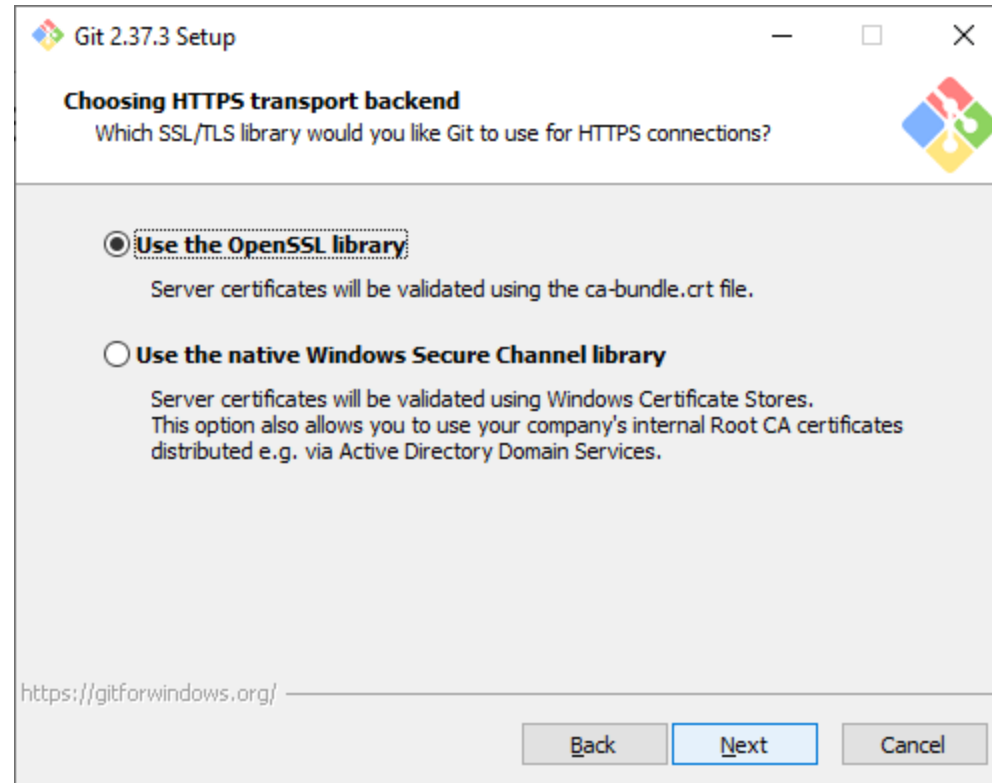 Git 2.37.3 Setup
Choosing HTTPS transport backend
Which SSL/TLS library would you like Git to use for HTTPS connections?
Use the OpenSSL library
Server certificates will be validated using the ca-bundle.crt file.
Use the native Windows Secure Channel library
Server certificates will be validated using Windows Certificate Stores.
This option also allows you to use your company's internal Root CA certificates
distributed e.g. via Active Directory Domain Services.
https://gitforwindows.org/
Back Next Cancel